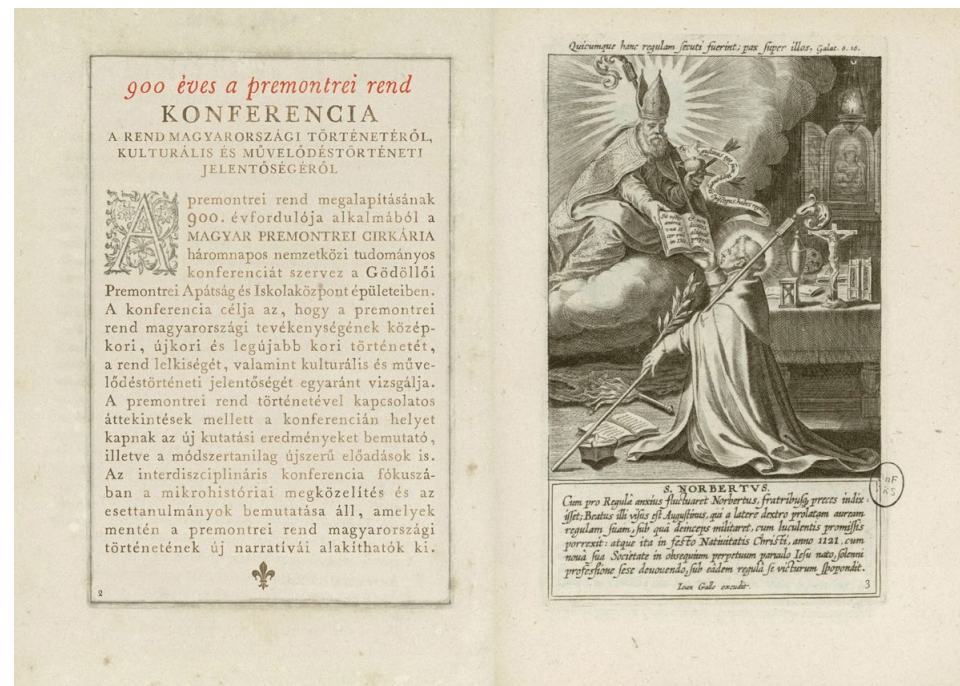 900 éves a premontrei rend
KONFERENCIA
A REND MAGYARORSZÁGI TÖRTÉNETÉRŐL,
KULTURÁLIS ÉS MŰVELŐDÉSTÖRTÉNETI
JELENTŐSÉGÉRŐL
A premontrei rend megalapításának
900. évfordulója alkalmából a
MAGYAR PREMONTREI CIRKÁRIA
háromnapos nemzetközi tudományos
konferenciát szervez a Gödöllői
Premontrei Apátság és Iskolaközpont épületeiben.
A konferencia célja az, hogy a premontrei
rend magyarországi tevékenységének közép-
kori, újkori és legújabb kori történetét,
a rend lelkiségét, valamint kulturális és műve-
lődéstörténeti jelentőségét egyaránt vizsgálja.
A premontrei rend történetével kapcsolatos
áttekintések mellett a konferencián helyet
kapnak az új kutatási eredményeket bemutató,
illetve a módszertanilag újszerű előadások is.
Az interdiszciplináris konferencia fókuszá-
ban a mikrohistóriai megközelítés és az
esettanulmányok bemutatása áll, amelyek
mentén a premontrei rend magyarországi
történetének új narratívái alakíthatók ki.
2
Quicumque hanc regulam secuti fuerint; pax super illos, Galat. 6. 16.
S. NORBERTVS.
Cum pro Regulâ anxius fluctuaret Norbertus, fratribusq, preces indix
isset; Beatus illi visus est Augustinus, qui a latere dextro prolatam auream
regulam suam, sub quâ deinceps militaret, cum luculentis promissis
porrexit: atque ita in festo Natiuitatis Christi, anno 1121, cum
nouâ suâ Societate in obsequium perpetuum paruulo Iesu nato, solenni
professione sese deuouendo, sub eâdem regulâ se victurum spopondit.
Ioan Galle excudit.
3